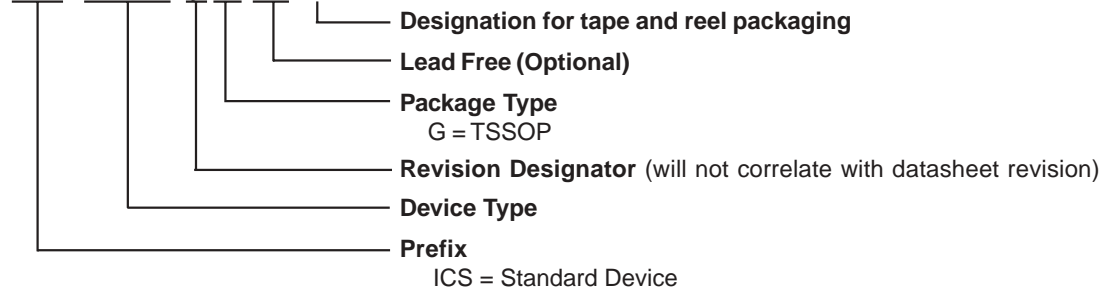 Designation for tape and reel packaging
Lead Free (Optional)
Package Type
G = TSSOP
Revision Designator (will not correlate with datasheet revision)
Device Type
Prefix
ICS = Standard Device